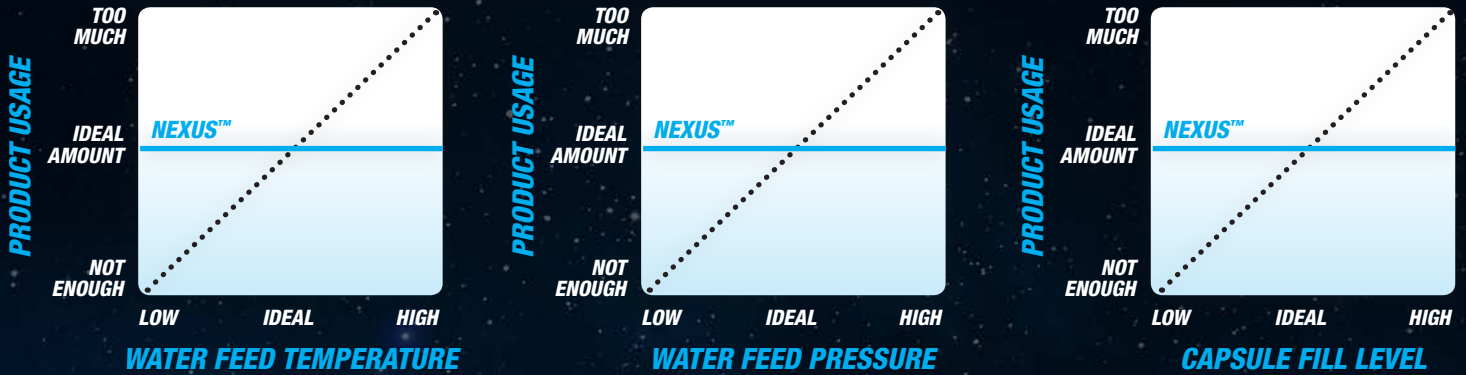 PRODUCT USAGE
TOO
MUCH
IDEAL
AMOUNT
NOT
ENOUGH
NEXUS™
LOW IDEAL HIGH
WATER FEED TEMPERATURE
PRODUCT USAGE
TOO
MUCH
IDEAL
AMOUNT
NOT
ENOUGH
NEXUS™
LOW IDEAL HIGH
WATER FEED PRESSURE
PRODUCT USAGE
TOO
MUCH
IDEAL
AMOUNT
NOT
ENOUGH
NEXUS™
LOW IDEAL HIGH
CAPSULE FILL LEVEL